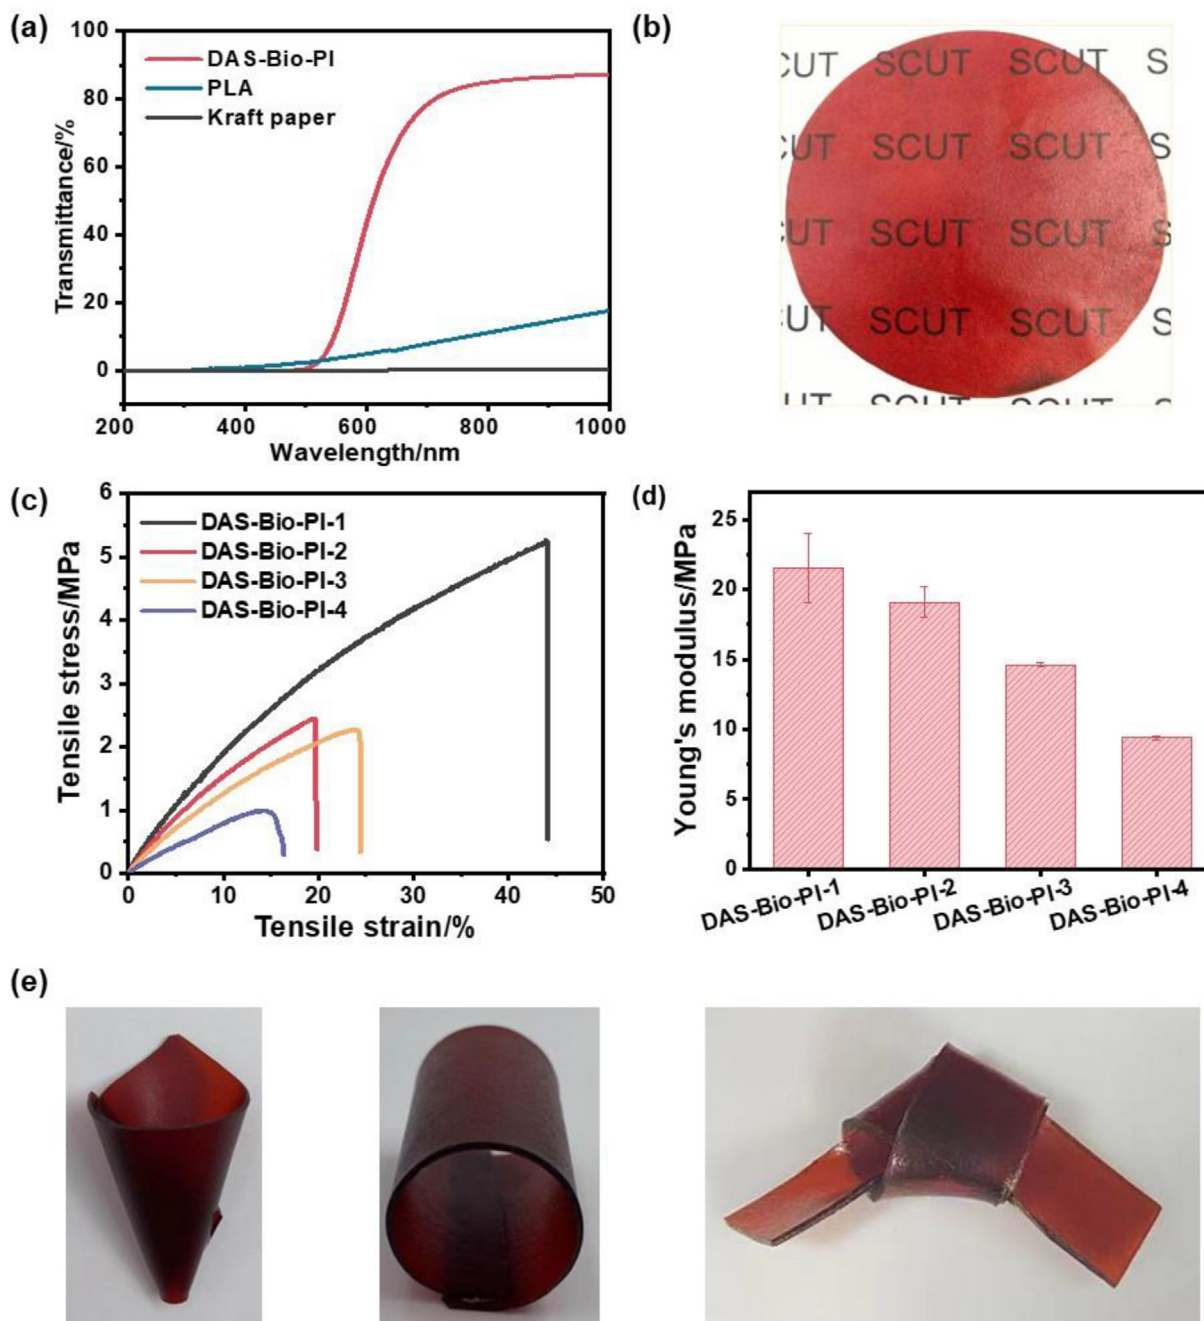 (a)
100
80
60
40
20
0
Transmittance/%
DAS-Bio-PI
PLA
Kraft paper
200 400 600 800 1000
Wavelength/nm
(b)
CUT SCUT SCUT S
CUT SCUT SCUT S
CUT SCUT SCUT S
CUT SCUT SCUT S
(c)
6
5
4
3
2
1
0
Tensile stress/MPa
DAS-Bio-PI-1
DAS-Bio-PI-2
DAS-Bio-PI-3
DAS-Bio-PI-4
0 10 20 30 40 50
Tensile strain/%
(d)
25
20
15
10
5
0
Young's modulus/MPa
DAS-Bio-PI-1 DAS-Bio-PI-2 DAS-Bio-PI-3 DAS-Bio-PI-4
(e)